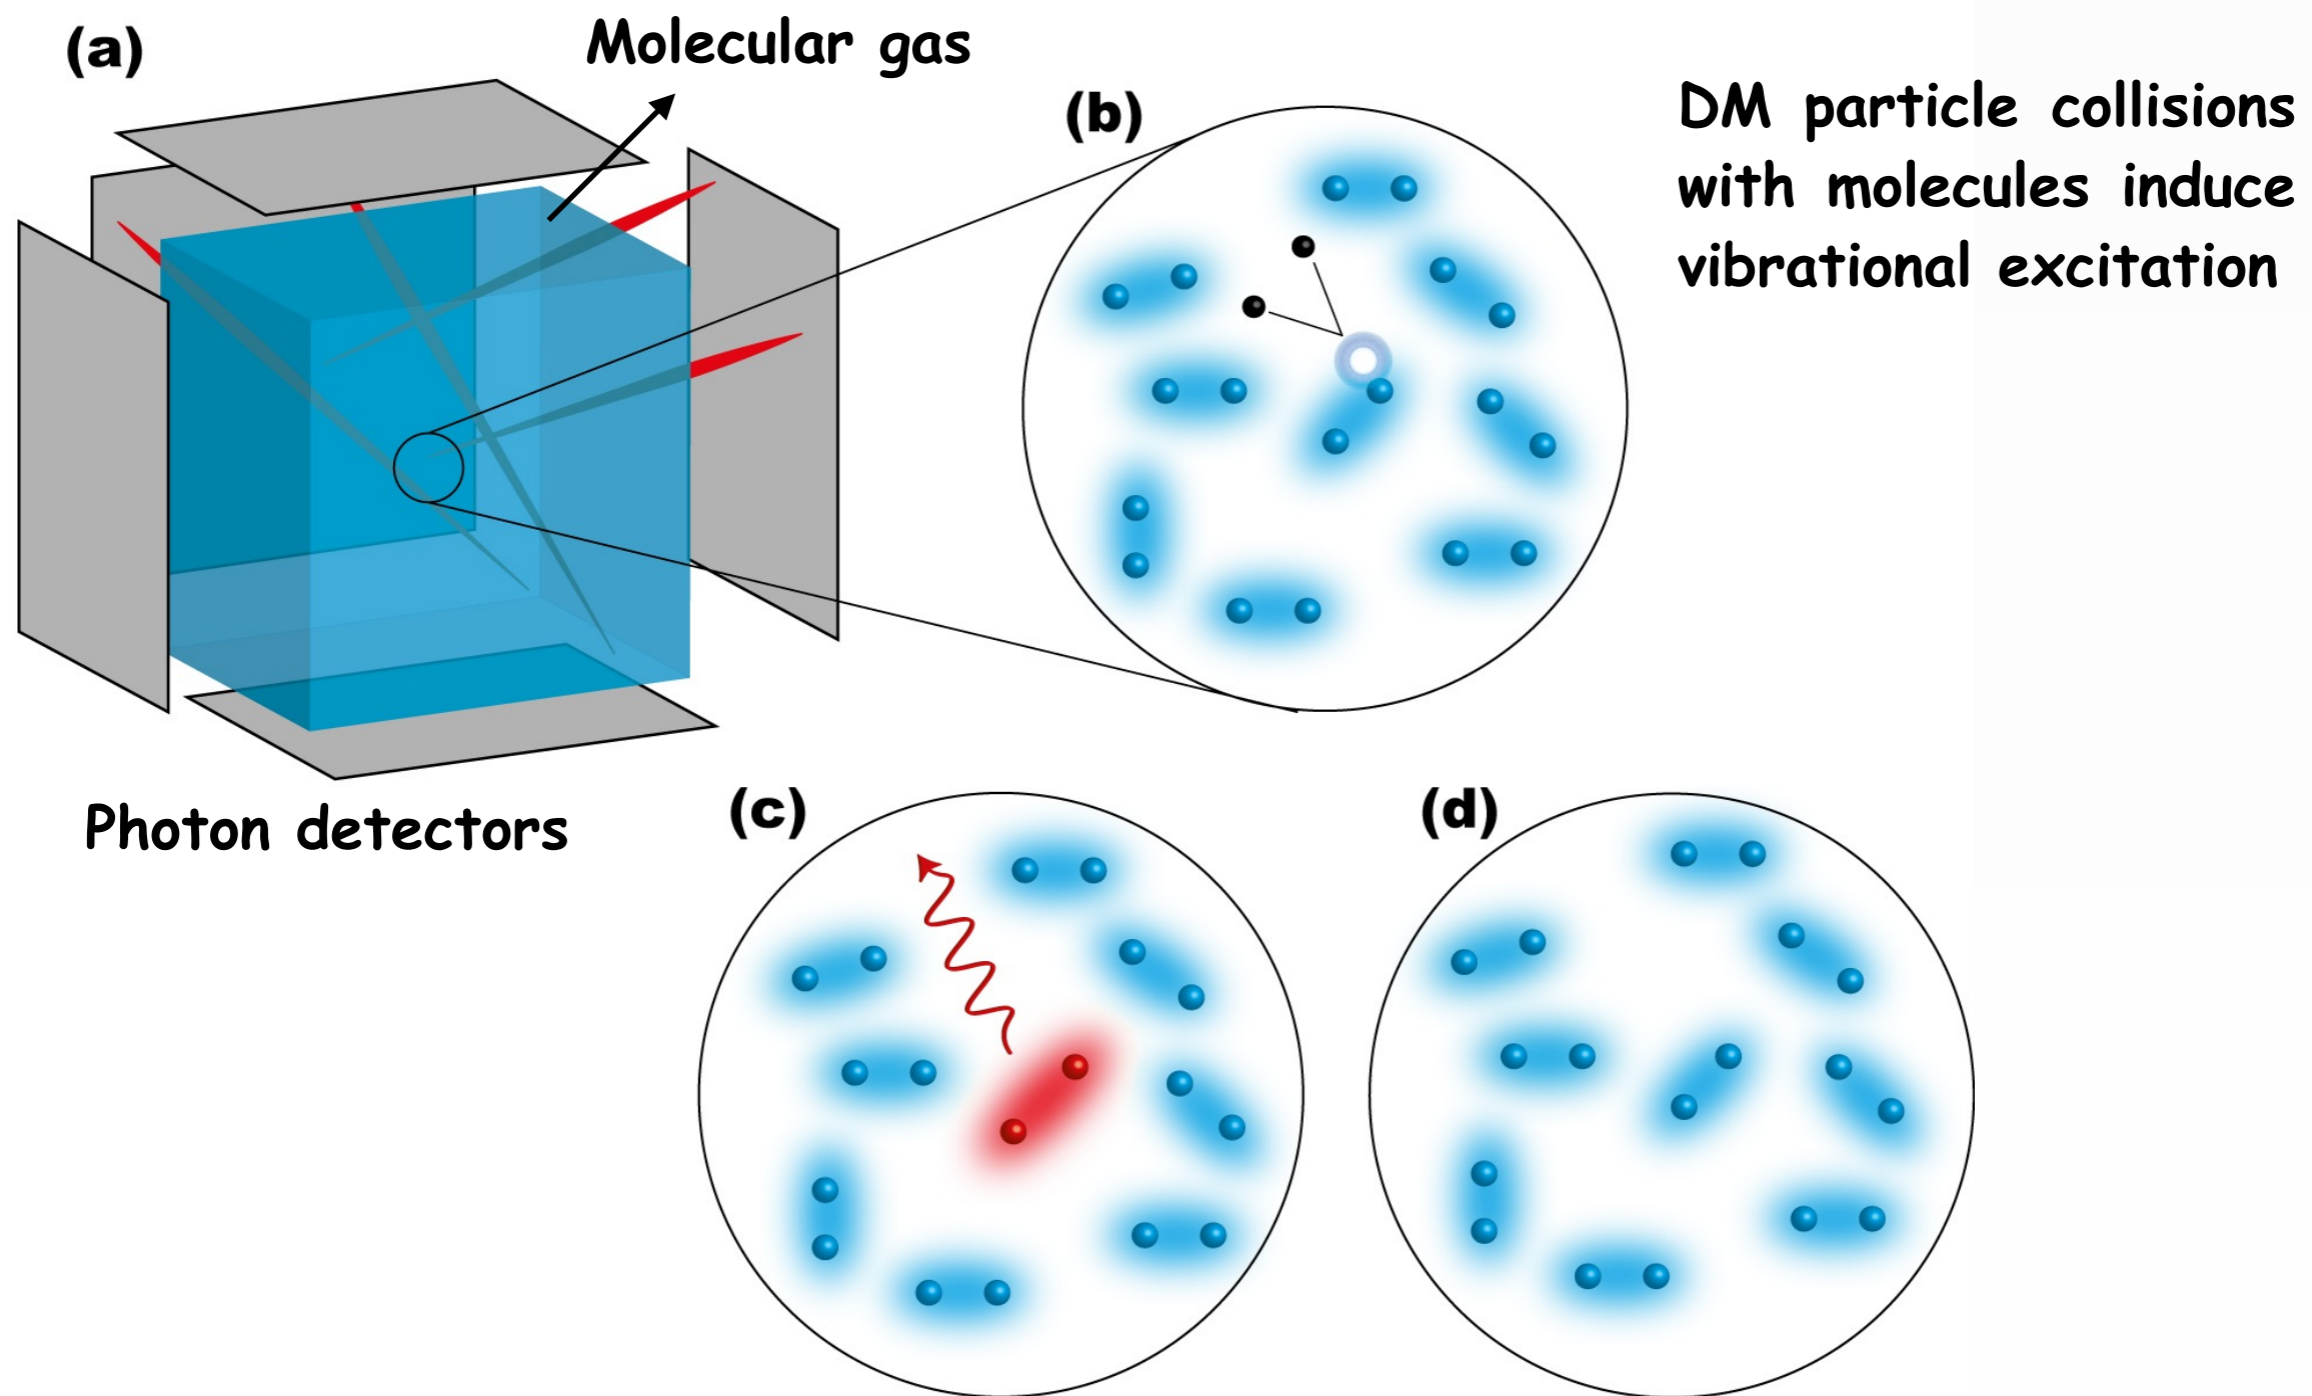 (a)
Molecular gas
(b)
DM particle collisions
with molecules induce
vibrational excitation
Photon detectors
(c)
(d)